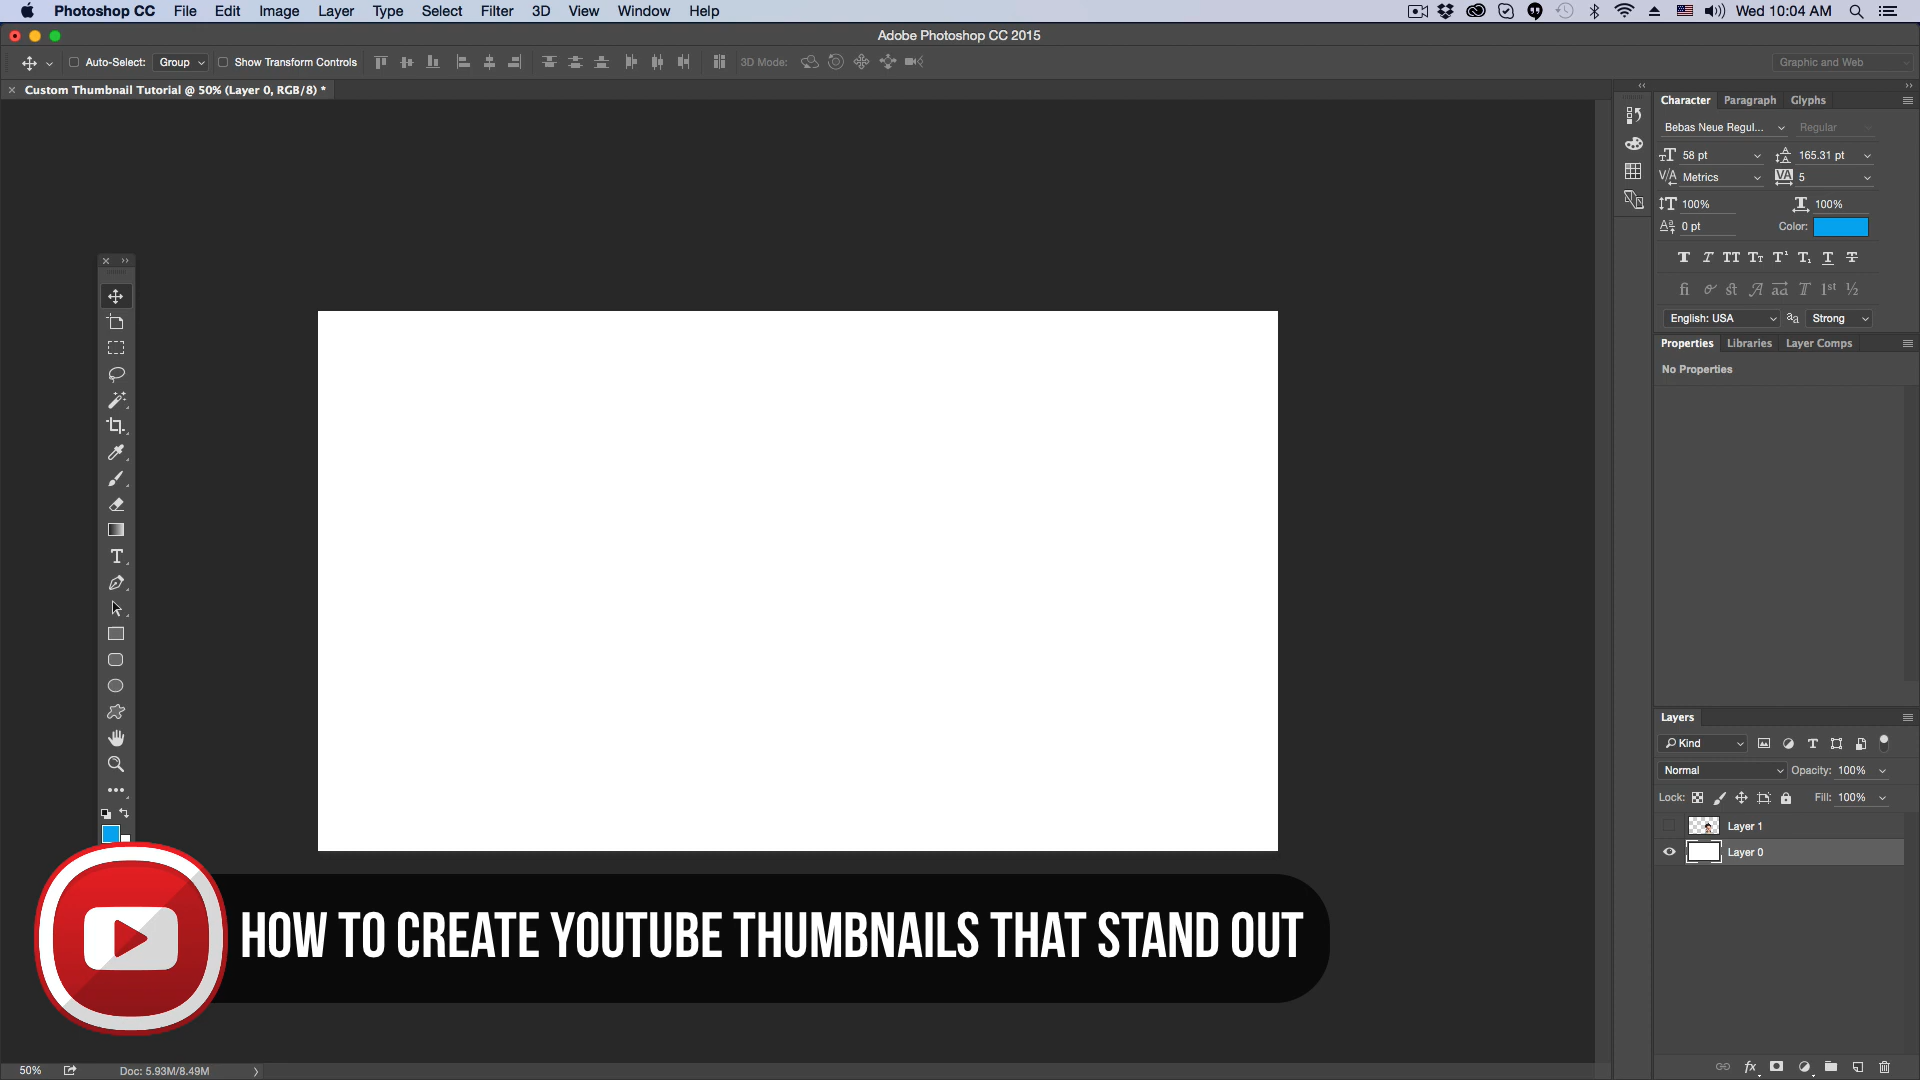 Photoshop CC File Edit Image Layer Type Select Filter 3D View Window Help Wed 10:04 AM
Adobe Photoshop CC 2015
Auto-Select: Group Show Transform Controls 3D Mode: Graphic and Web
Custom Thumbnail Tutorial @ 50% (Layer 0, RGB/8) *
Character Paragraph Glyphs
Bebas Neue Regul... Regular
58 pt 165.31 pt
Metrics 5
100% 100%
0 pt Color:
English: USA Strong
Properties Libraries Layer Comps
No Properties
Layers
Kind
Normal Opacity: 100%
Lock: Fill: 100%
Layer 1
Layer 0
HOW TO CREATE YOUTUBE THUMBNAILS THAT STAND OUT
50% Doc: 5.93M/8.49M